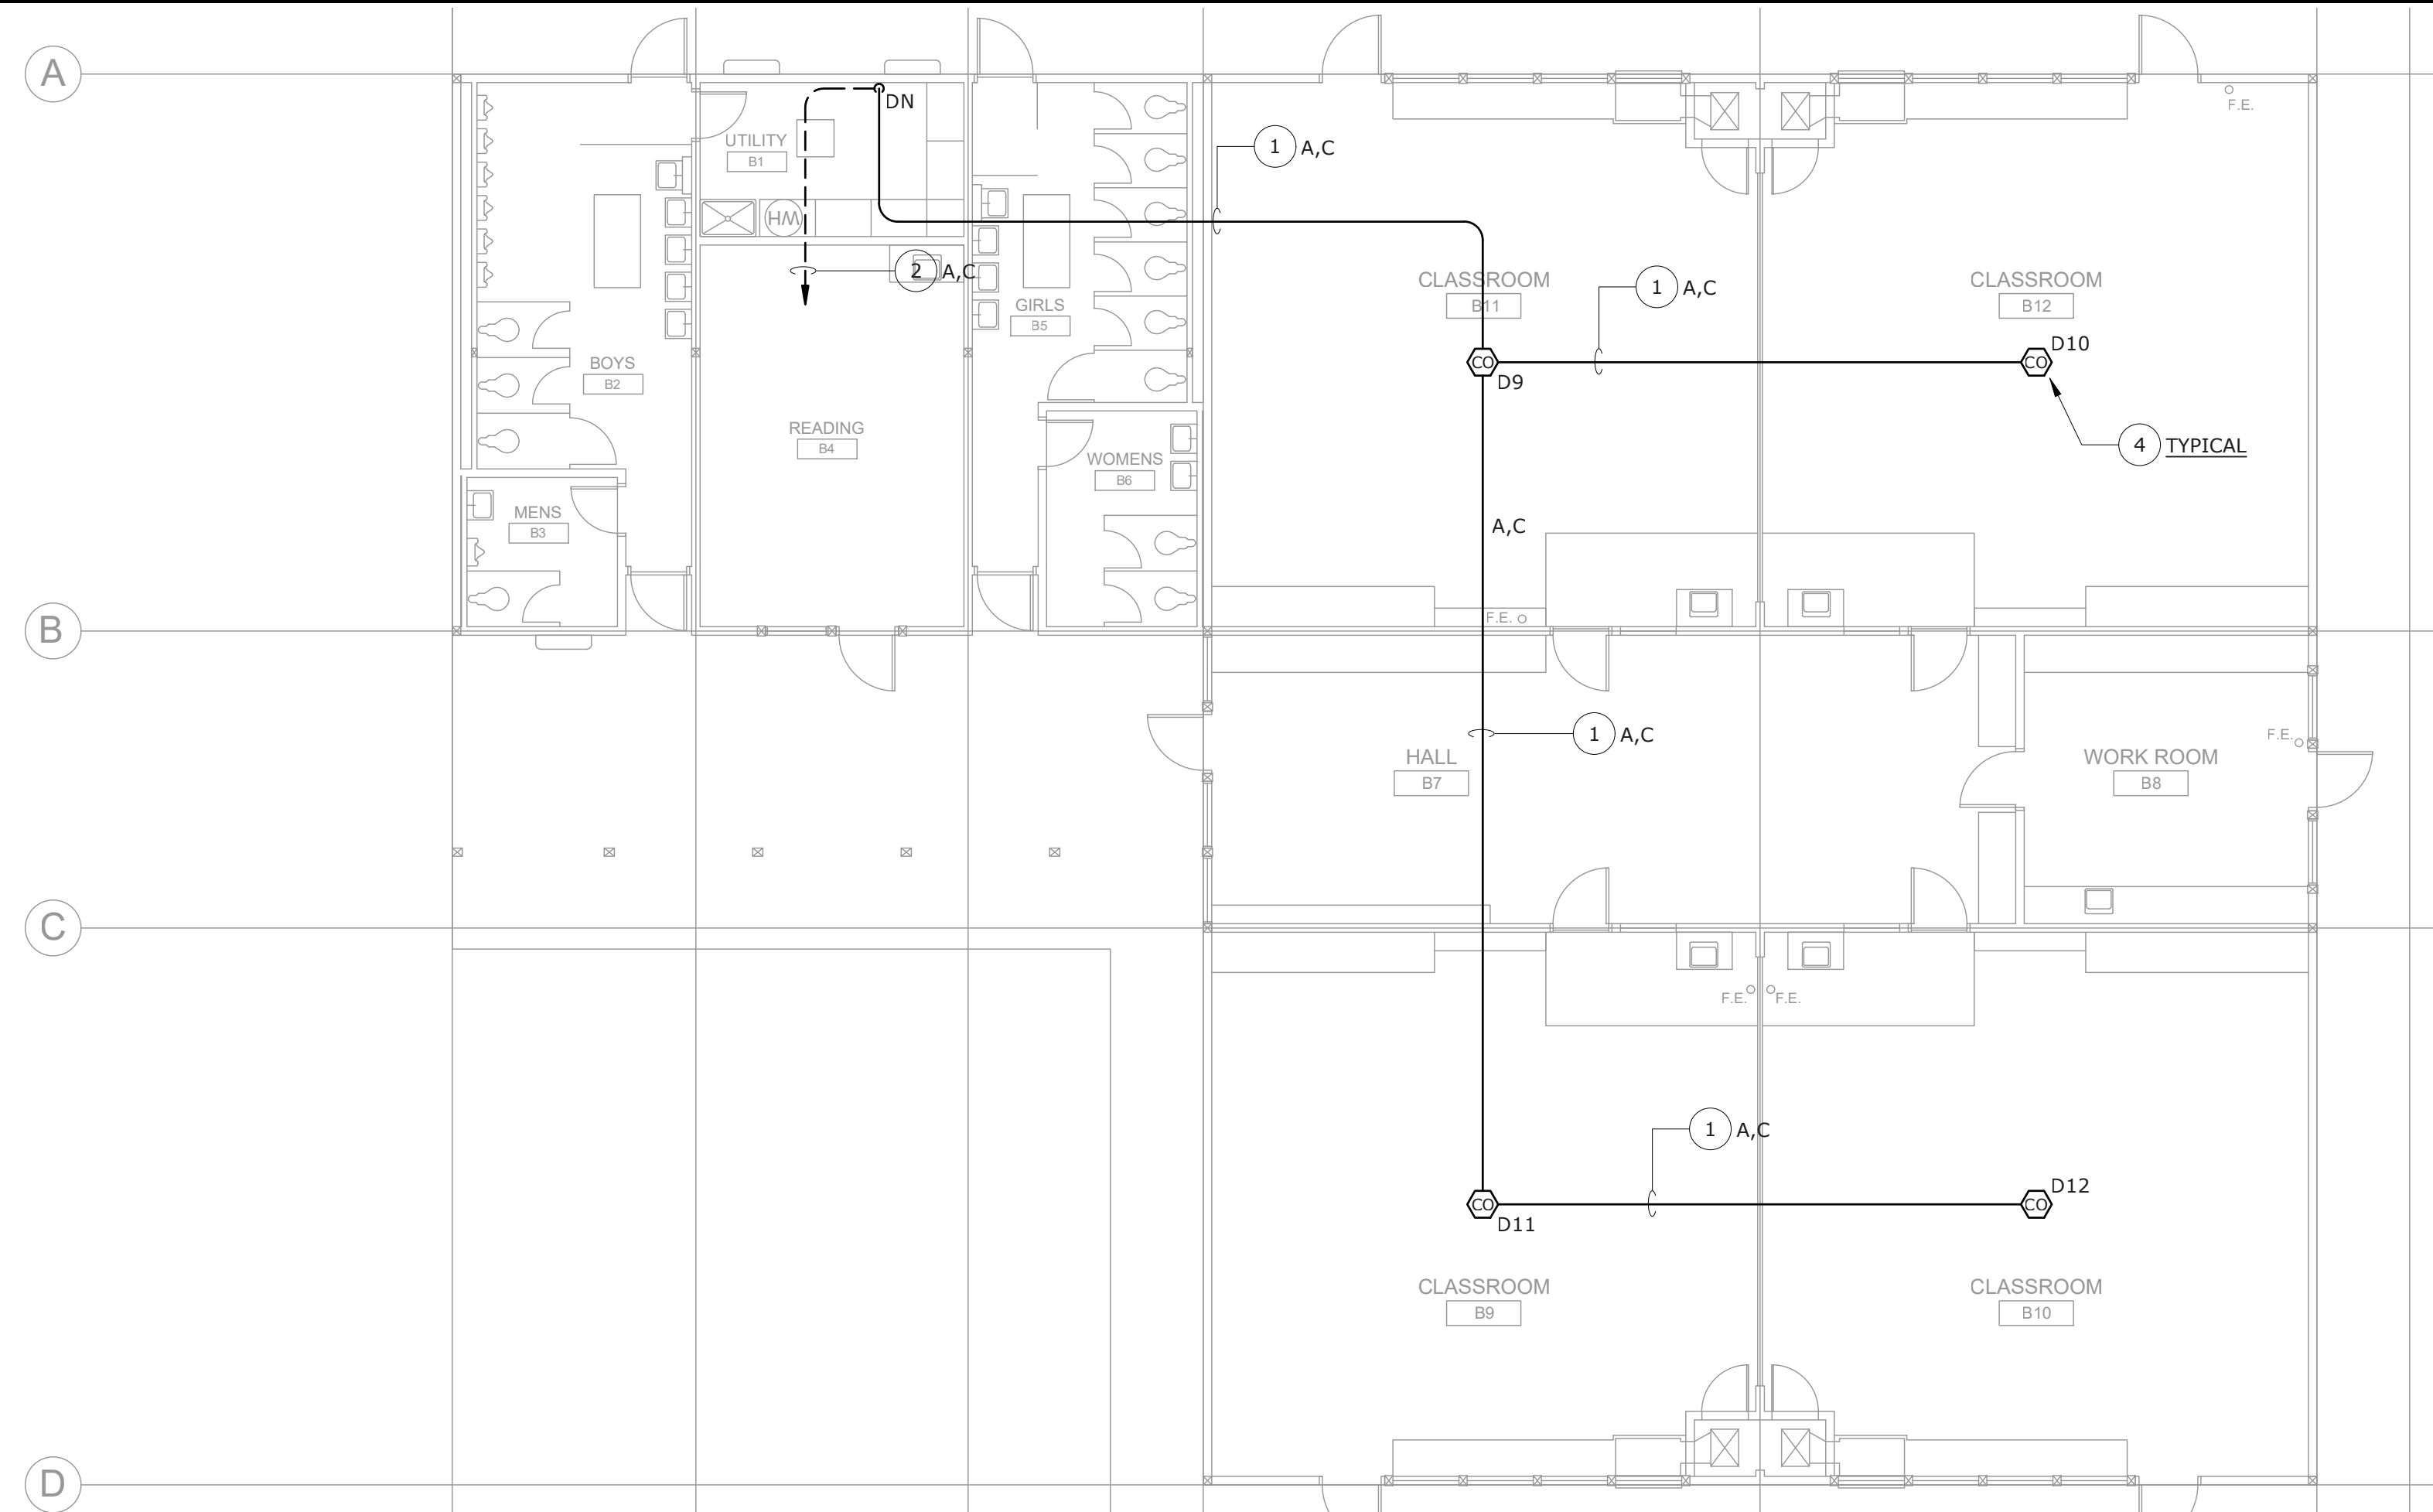 A
DN
F.E.
UTILITY
B1
1 A,C
WH
2 A,C
CLASSROOM
B11
1 A,C
CLASSROOM
B12
GIRLS
B5
CO
D9
CO
D10
BOYS
B2
READING
B4
4 TYPICAL
WOMENS
B6
MENS
B3
A,C
F.E.
B
1 A,C
F.E.
HALL
B7
WORK ROOM
B8
C
F.E.
F.E.
1 A,C
CO
D11
CO
D12
CLASSROOM
B9
CLASSROOM
B10
D